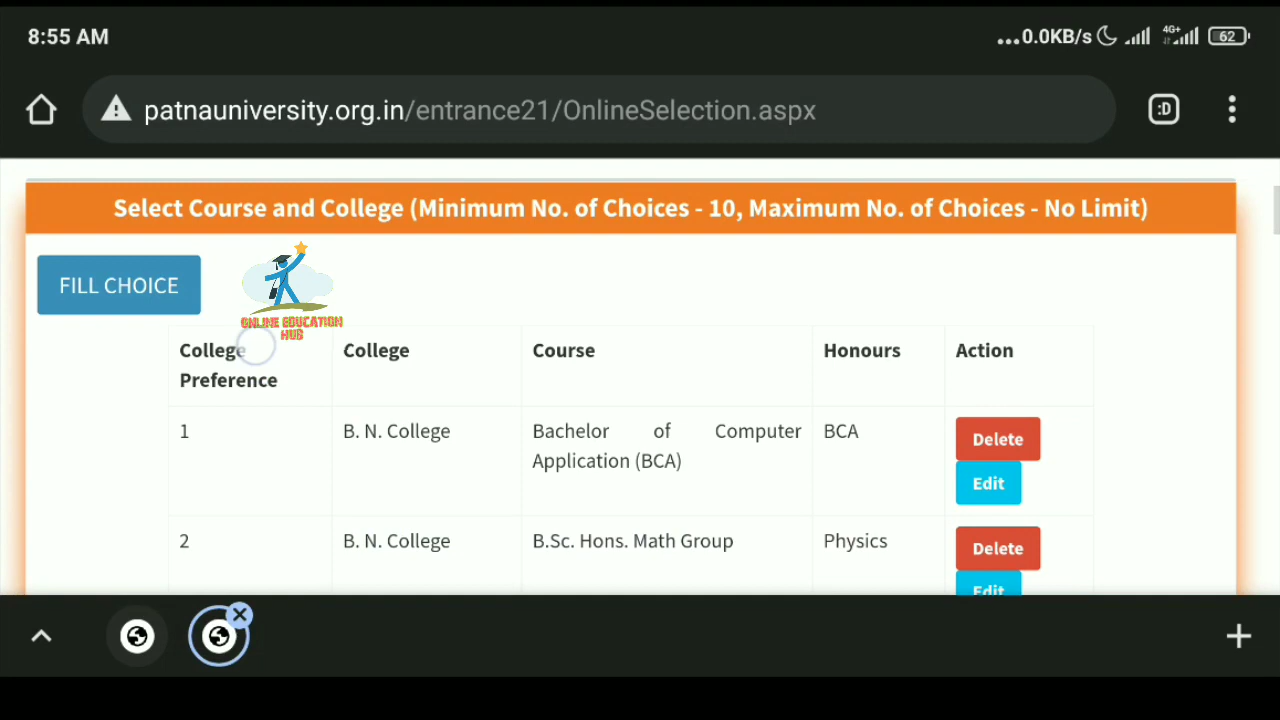 8:55 AM
...0.0KB/s 4G+ 62
patnauniversity.org.in/entrance21/OnlineSelection.aspx
:D
Select Course and College (Minimum No. of Choices - 10, Maximum No. of Choices - No Limit)
FILL CHOICE
ONLINE EDUCATION
HUB
College Preference College Course Honours Action
1 B. N. College Bachelor of Computer Application (BCA) BCA Delete
Edit
2 B. N. College B.Sc. Hons. Math Group Physics Delete
Edit